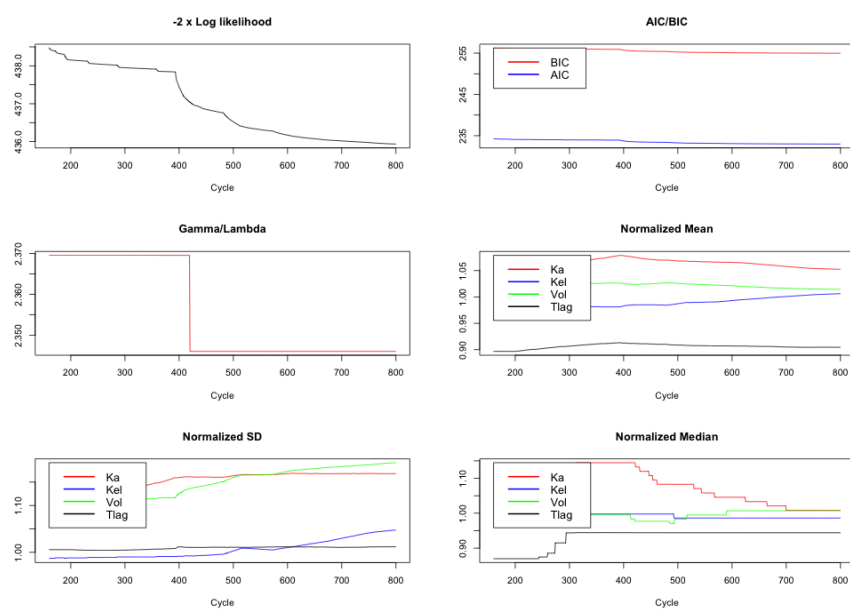 -2 x Log likelihood
438.0
437.0
436.0
200 300 400 500 600 700 800
Cycle
AIC/BIC
255
245
235
BIC
AIC
200 300 400 500 600 700 800
Cycle
Gamma/Lambda
2.370
2.360
2.350
200 300 400 500 600 700 800
Cycle
Normalized Mean
1.05
1.00
0.95
0.90
Ka
Kel
Vol
Tlag
200 300 400 500 600 700 800
Cycle
Normalized SD
1.10
1.00
Ka
Kel
Vol
Tlag
200 300 400 500 600 700 800
Cycle
Normalized Median
1.10
1.00
0.90
Ka
Kel
Vol
Tlag
200 300 400 500 600 700 800
Cycle